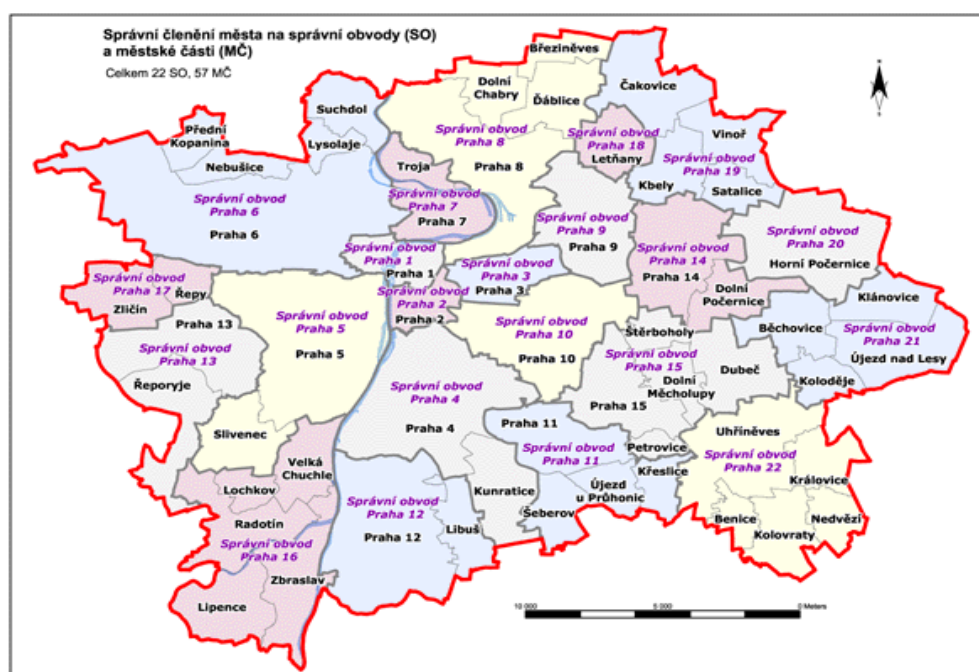 Správní členění města na správní obvody (SO)
a městské části (MČ)
Celkem 22 SO, 57 MČ
Březiněves
Dolní
Chabry
Ďáblice
Čakovice
Suchdol
Přední
Kopanina
Lysolaje
Nebušice
Správní obvod
Praha 8
Praha 8
Správní obvod
Praha 18
Letňany
Vinoř
Správní obvod
Praha 19
Kbely
Satalice
Troja
Správní obvod
Praha 7
Praha 7
Správní obvod
Praha 6
Praha 6
Správní obvod
Praha 9
Praha 9
Správní obvod
Praha 20
Horní Počernice
Správní obvod
Praha 1
Praha 1
Správní obvod
Praha 3
Praha 3
Správní obvod
Praha 14
Praha 14
Dolní
Počernice
Správní obvod
Praha 17
Zličín
Řepy
Správní obvod
Praha 2
Praha 2
Klánovice
Běchovice
Správní obvod
Praha 21
Újezd nad Lesy
Koloděje
Praha 13
Správní obvod
Praha 13
Řeporyje
Správní obvod
Praha 5
Praha 5
Správní obvod
Praha 10
Praha 10
Štěrboholy
Správní obvod
Praha 15
Dolní
Měcholupy
Dubeč
Praha 15
Petrovice
Správní obvod
Praha 4
Praha 4
Praha 11
Správní obvod
Praha 11
Křeslice
Újezd
u Průhonic
Šeberov
Kunratice
Slivenec
Velká
Chuchle
Lochkov
Radotín
Správní obvod
Praha 16
Zbraslav
Lipence
Správní obvod
Praha 12
Praha 12
Libuš
Uhříněves
Správní obvod
Praha 22
Královice
Benice
Nedvězí
Kolovraty
10 000
5 000
0 Meters